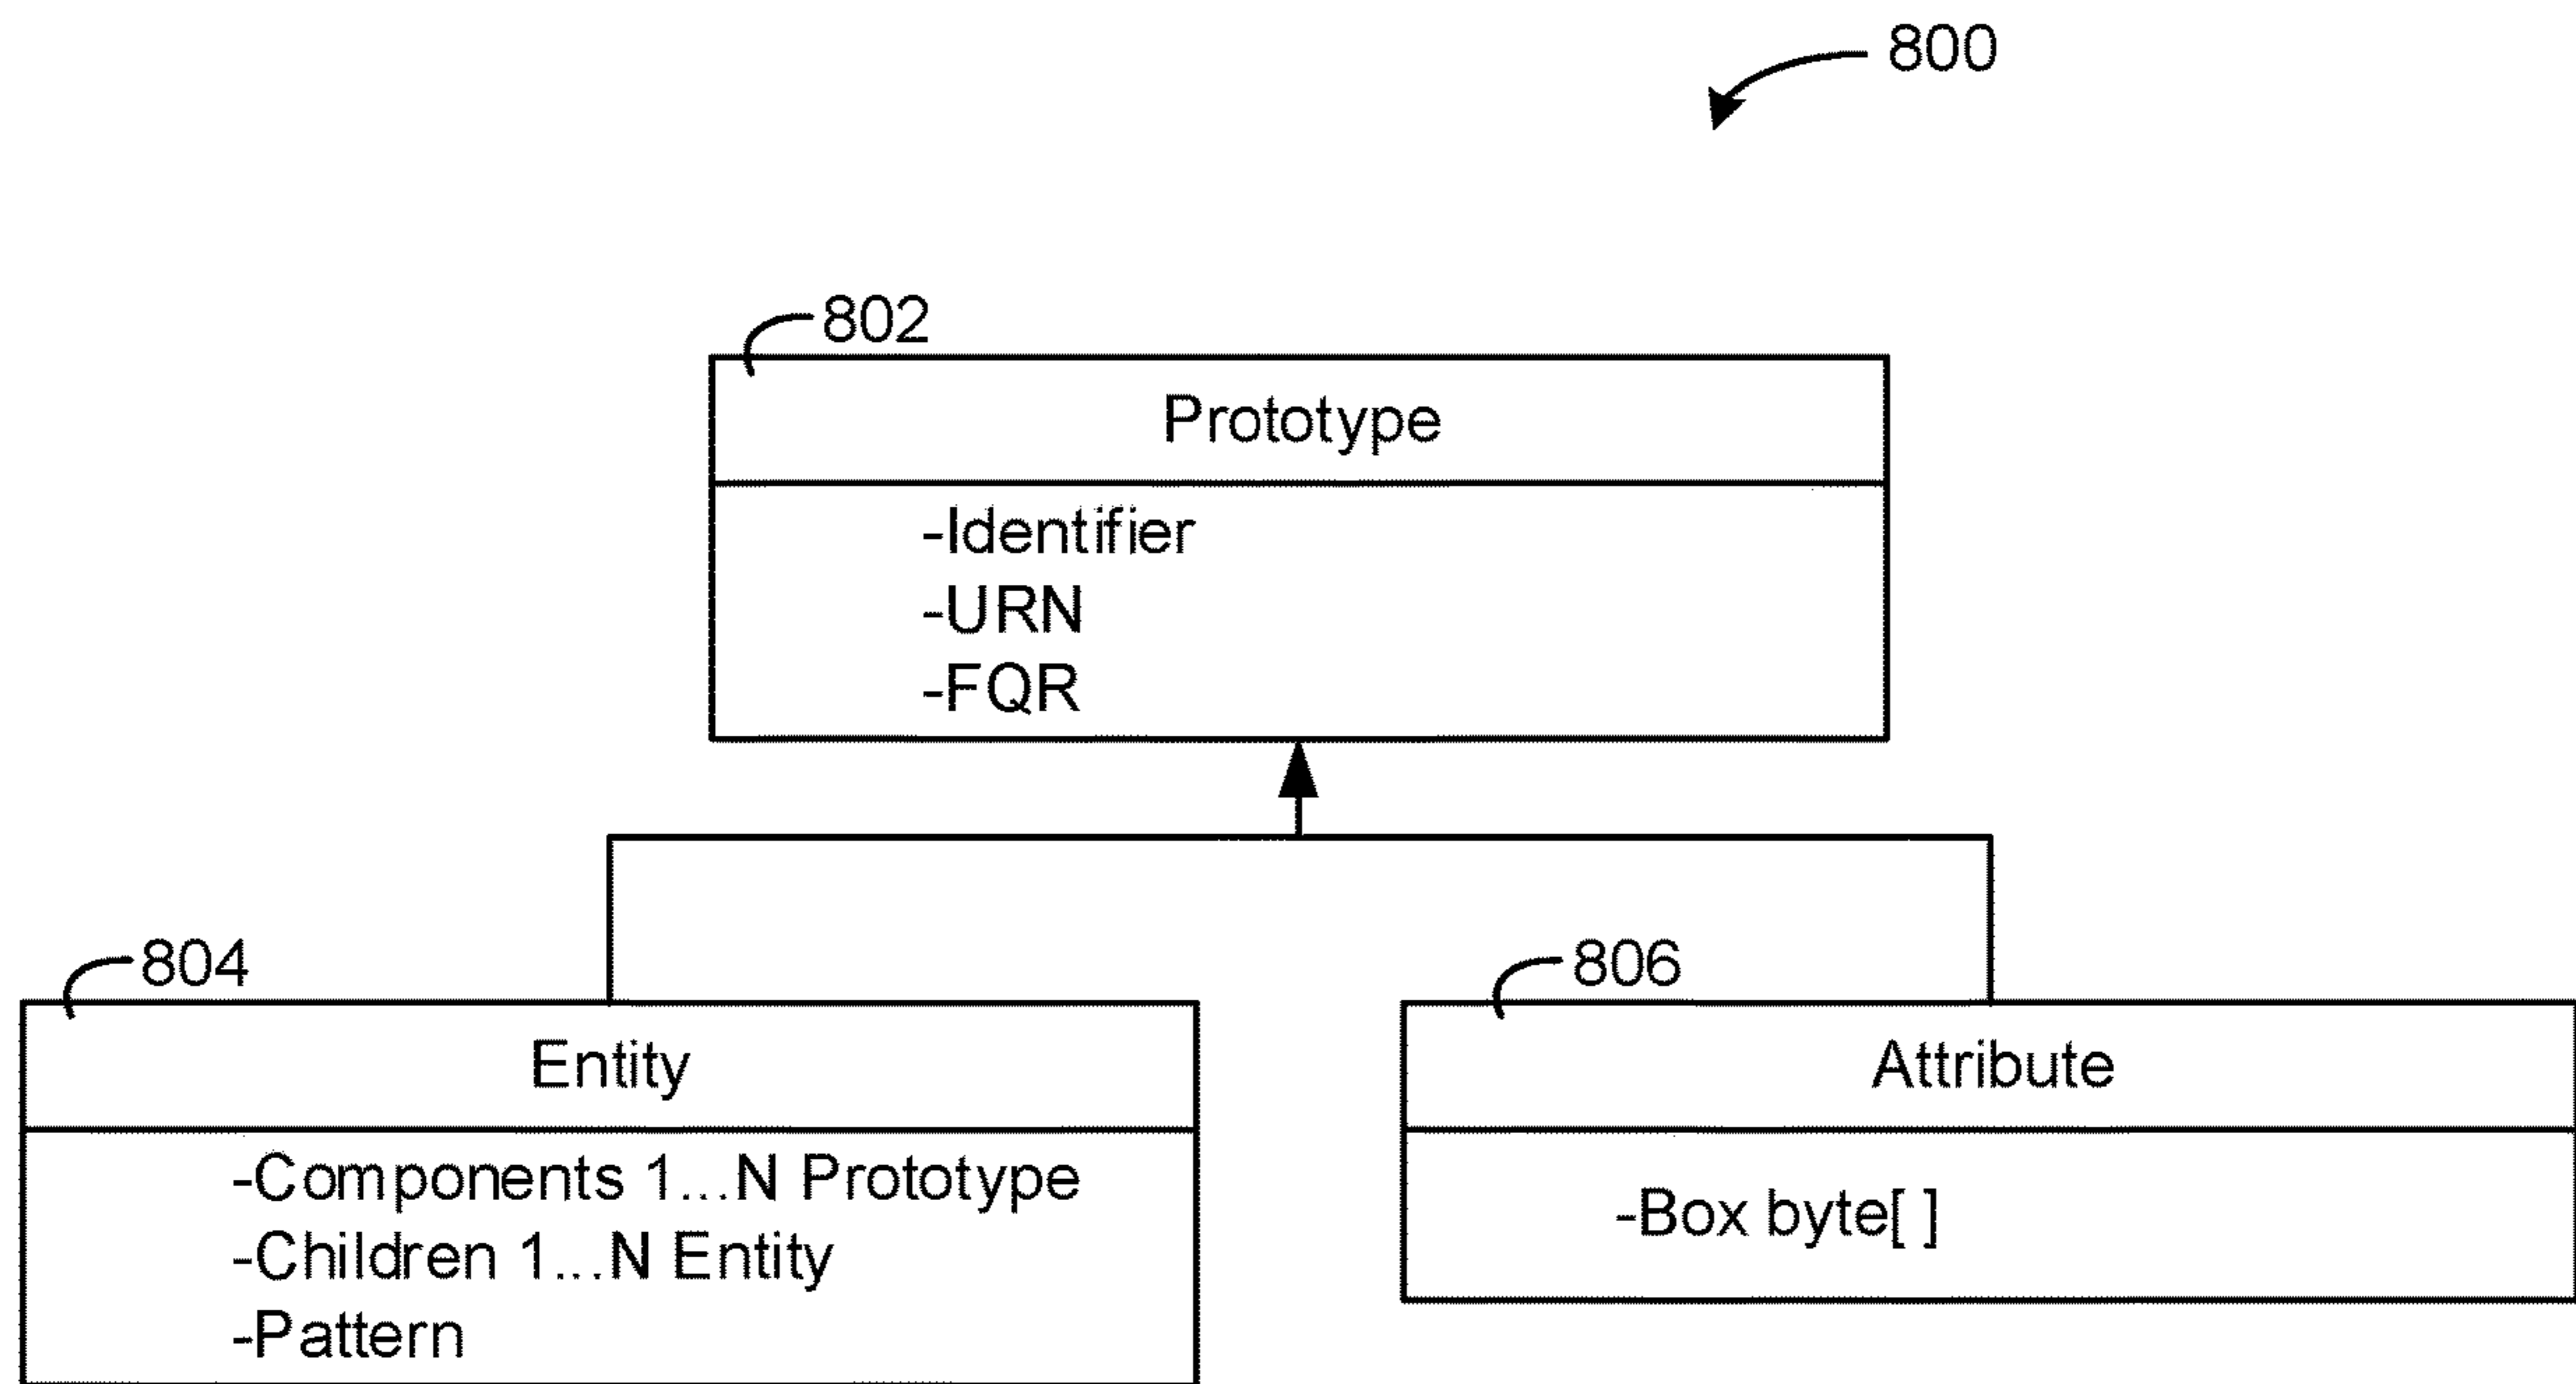 800
802
Prototype
-Identifier
-URN
-FQR
804
Entity
-Components 1...N Prototype
-Children 1...N Entity
-Pattern
806
Attribute
-Box byte[ ]